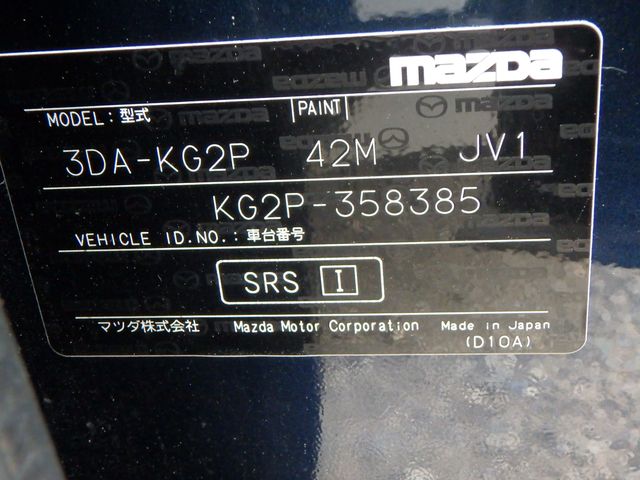 mazda
MODEL：型式
PAINT
3DA-KG2P 42M JV1
KG2P-358385
VEHICLE ID.NO.：車台番号
SRS I
マツダ株式会社 Mazda Motor Corporation Made in Japan
(D10A)